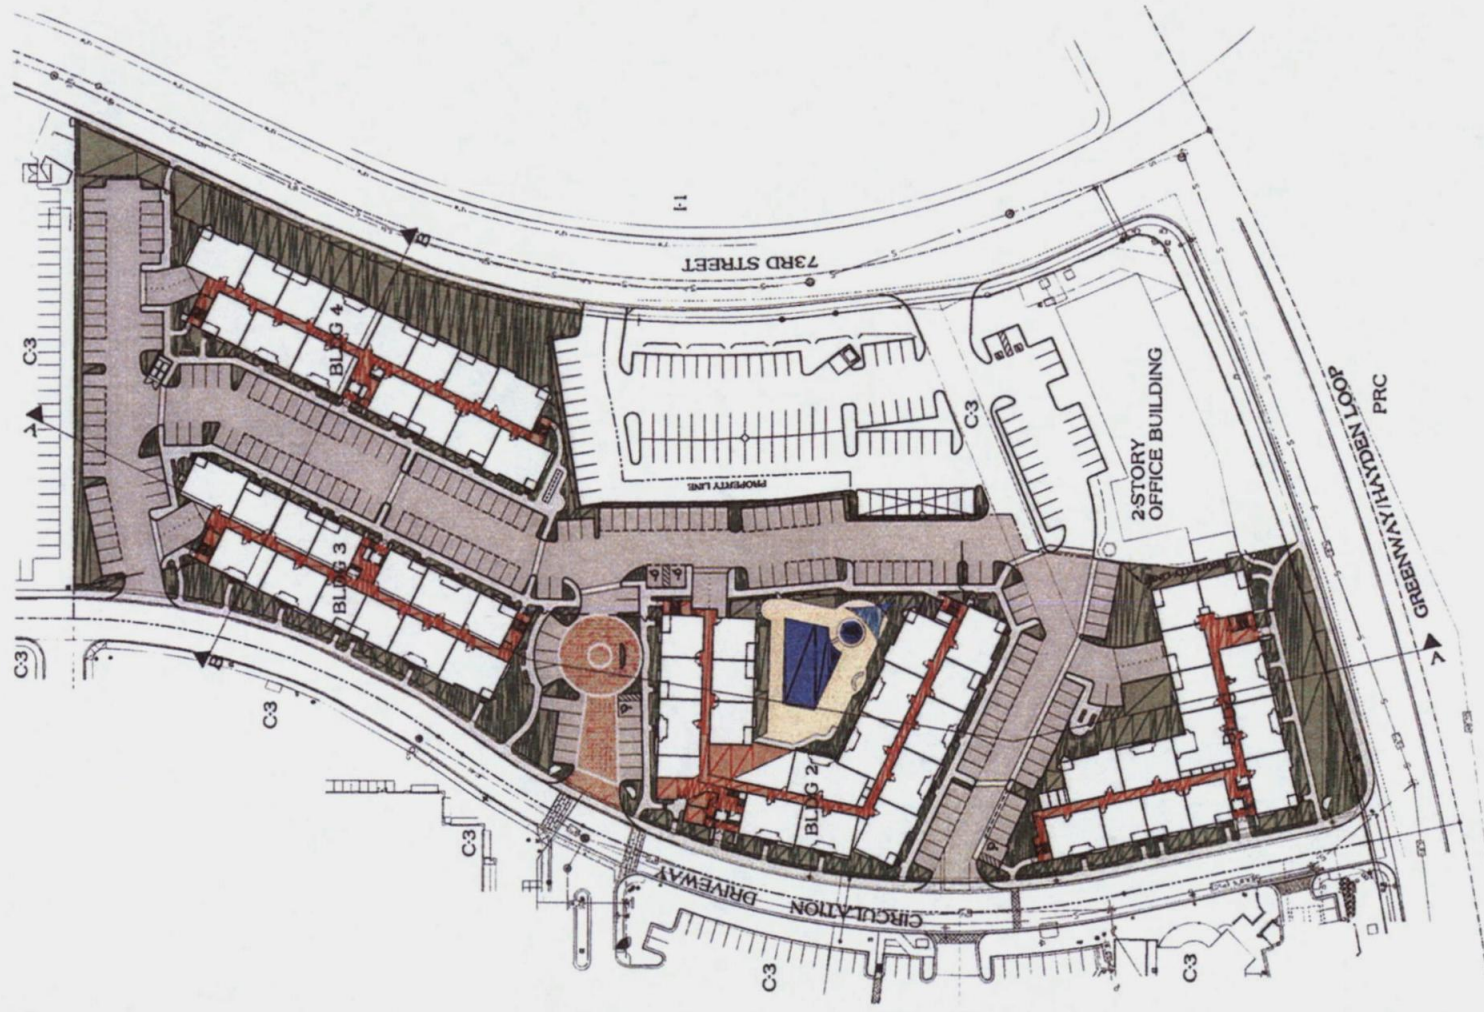 I-1
73RD STREET
C-3
BLDG 4
A
B
C-3
2-STORY
OFFICE BUILDING
GREENWAY/HAYDEN LOOP
PRC
PROPERTY LINE
BLDG 3
B
C-3
C-3
A
BLDG 2
C-3
CIRCULATION DRIVEWAY
C-3
C-3